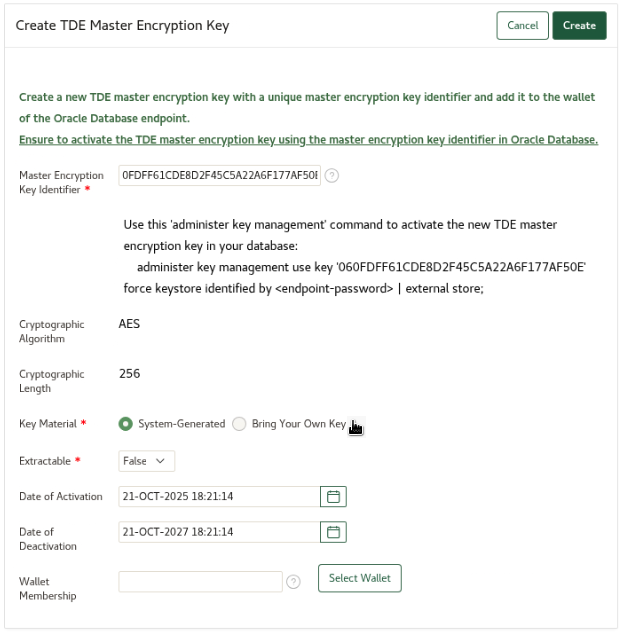 Create TDE Master Encryption Key
Cancel
Create
Create a new TDE master encryption key with a unique master encryption key identifier and add it to the wallet
of the Oracle Database endpoint.
Ensure to activate the TDE master encryption key using the master encryption key identifier in Oracle Database.
Master Encryption
Key Identifier *
0FDFF61CDE8D2F45C5A22A6F177AF50E
?
Use this 'administer key management' command to activate the new TDE master
encryption key in your database:
administer key management use key '060FDFF61CDE8D2F45C5A22A6F177AF50E'
force keystore identified by <endpoint-password> | external store;
Cryptographic
Algorithm
AES
Cryptographic
Length
256
Key Material *
System-Generated
Bring Your Own Key
Extractable *
False
Date of Activation
21-OCT-2025 18:21:14
Date of
Deactivation
21-OCT-2027 18:21:14
Wallet
Membership
?
Select Wallet